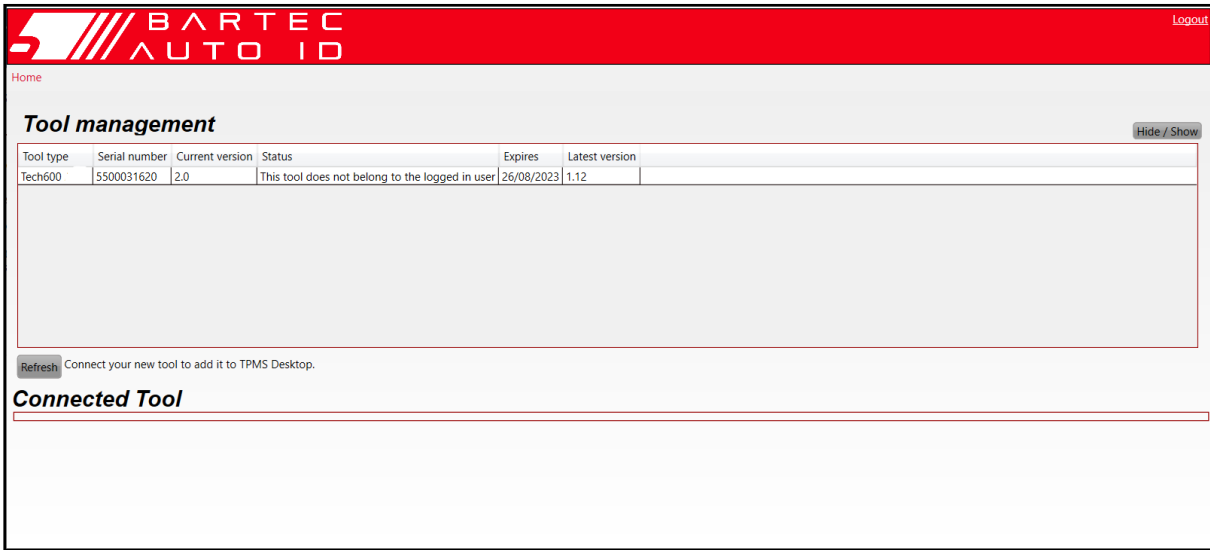 BARTEC
AUTO ID
Logout
Home
Tool management
Hide / Show
Tool type Serial number Current version Status Expires Latest version
Tech600 5500031620 2.0 This tool does not belong to the logged in user 26/08/2023 1.12
Refresh Connect your new tool to add it to TPMS Desktop.
Connected Tool